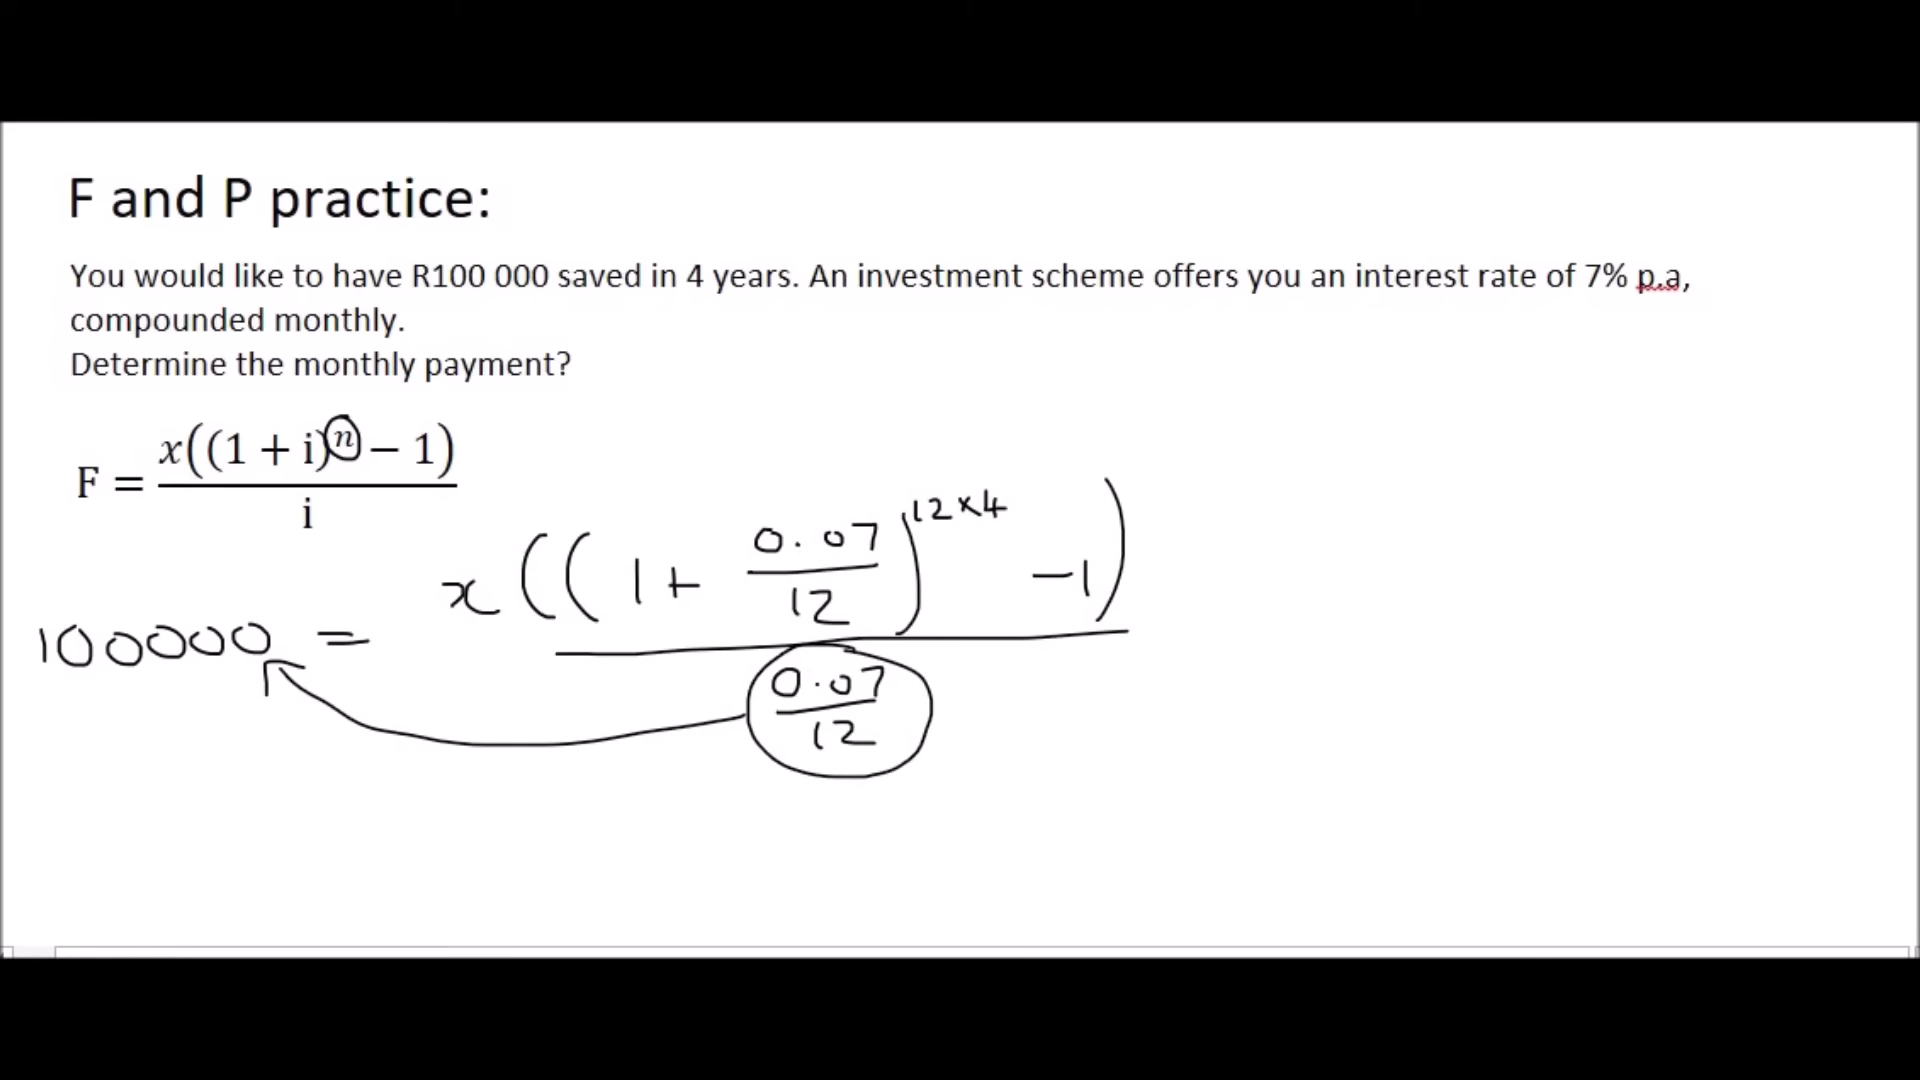 F and P practice:
You would like to have R100 000 saved in 4 years. An investment scheme offers you an interest rate of 7% p.a,
compounded monthly.
Determine the monthly payment?
F = x((1 + i)^n − 1) / i
100000 = x((1 + 0.07/12)^12×4 −1) / 0.07/12